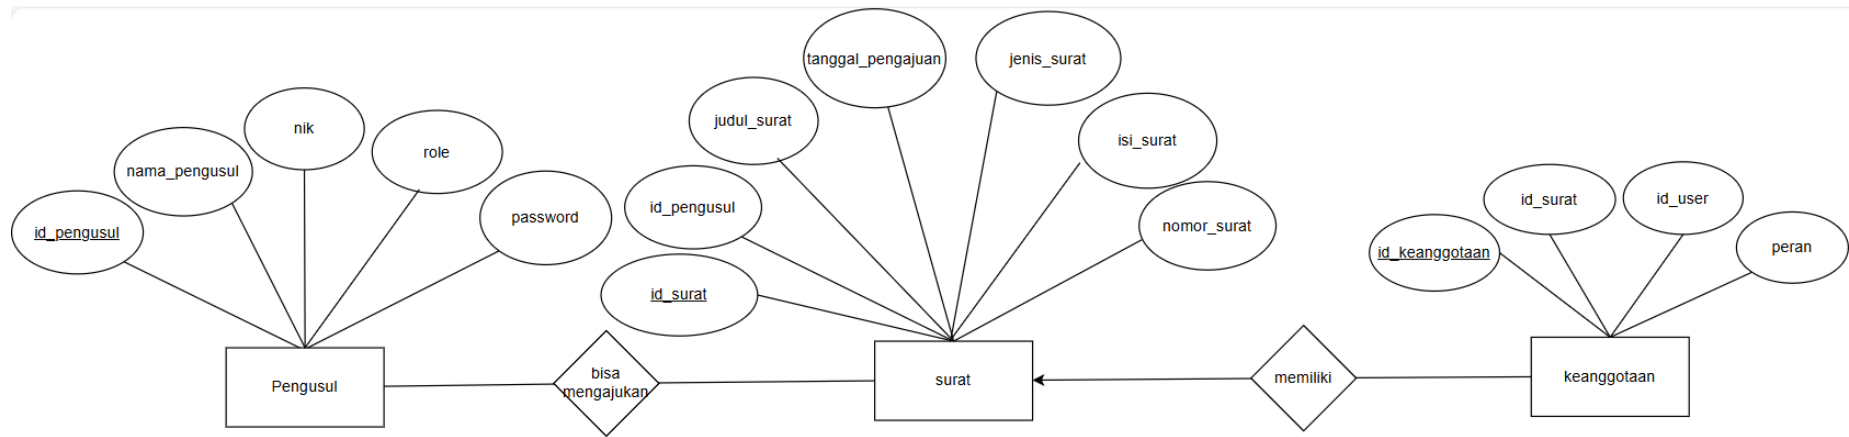 tanggal_pengajuan
jenis_surat
judul_surat
isi_surat
nik
role
nama_pengusul
password
id_pengusul
id_pengusul
id_surat
nomor_surat
id_surat
id_user
id_keanggotaan
peran
Pengusul
bisa
mengajukan
surat
memiliki
keanggotaan